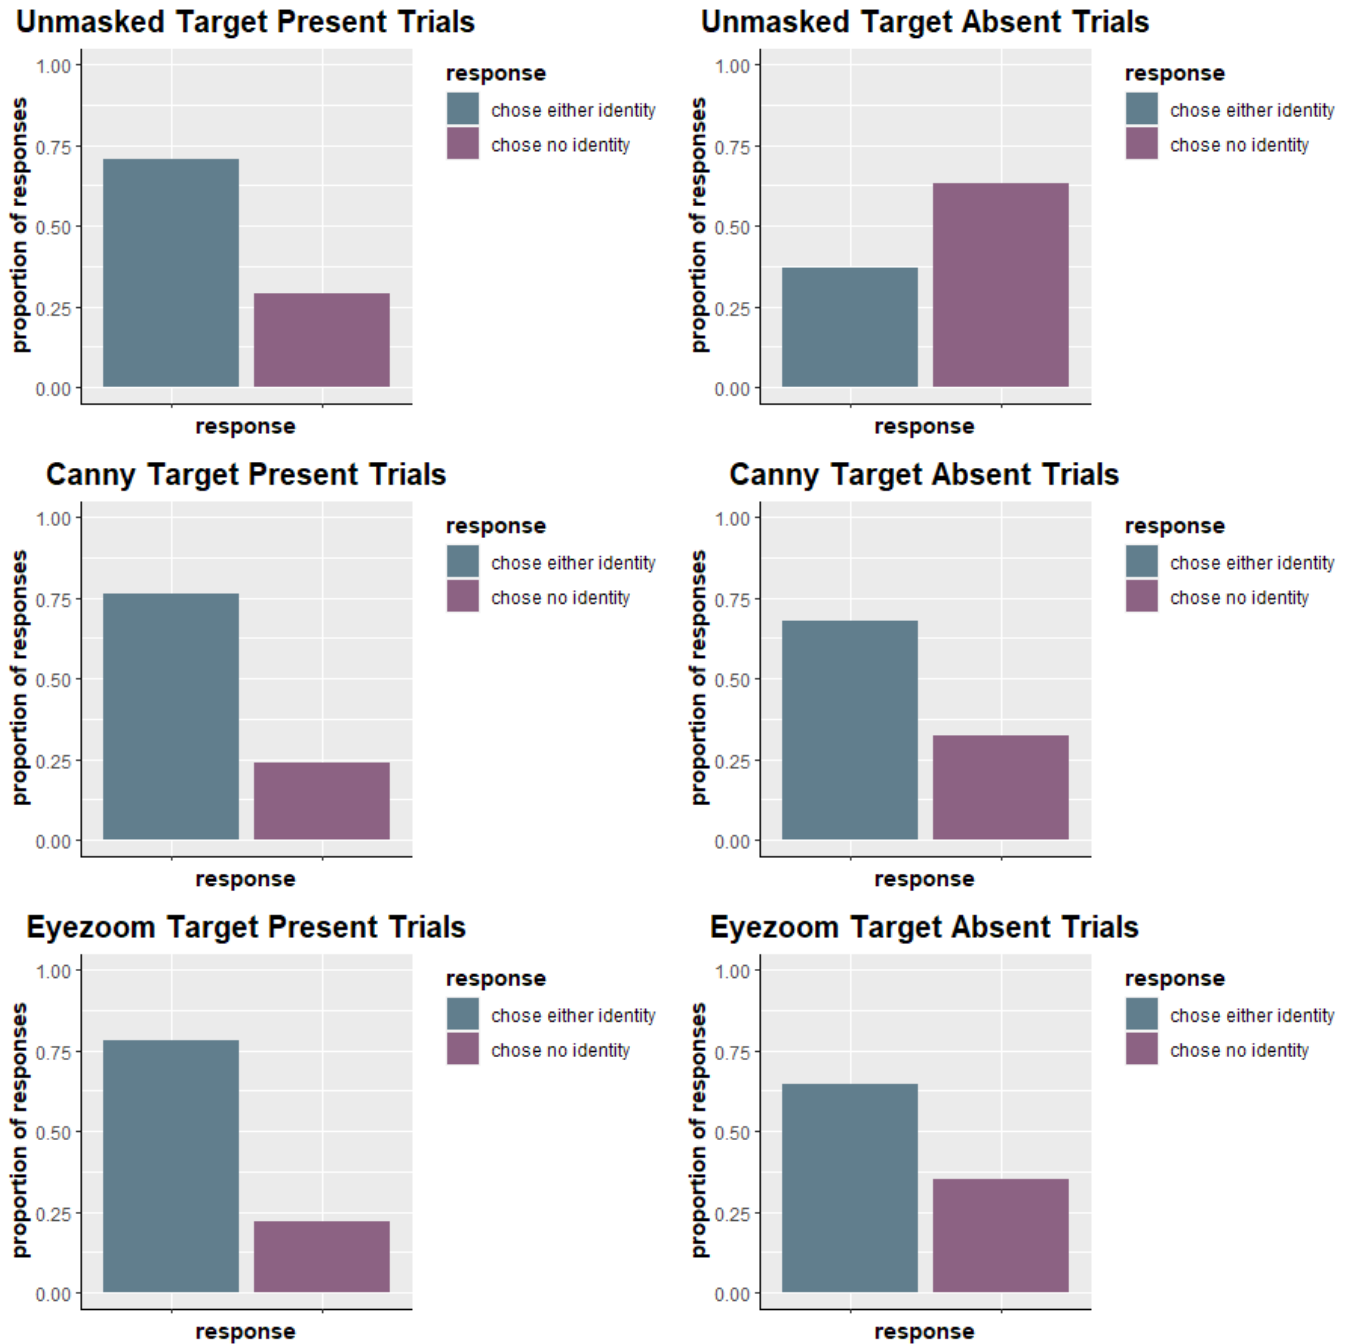 Unmasked Target Present Trials
1.00
0.75
0.50
0.25
0.00
proportion of responses
response
response
chose either identity
chose no identity
Unmasked Target Absent Trials
1.00
0.75
0.50
0.25
0.00
proportion of responses
response
response
chose either identity
chose no identity
Canny Target Present Trials
1.00
0.75
0.50
0.25
0.00
proportion of responses
response
response
chose either identity
chose no identity
Canny Target Absent Trials
1.00
0.75
0.50
0.25
0.00
proportion of responses
response
response
chose either identity
chose no identity
Eyezoom Target Present Trials
1.00
0.75
0.50
0.25
0.00
proportion of responses
response
response
chose either identity
chose no identity
Eyezoom Target Absent Trials
1.00
0.75
0.50
0.25
0.00
proportion of responses
response
response
chose either identity
chose no identity